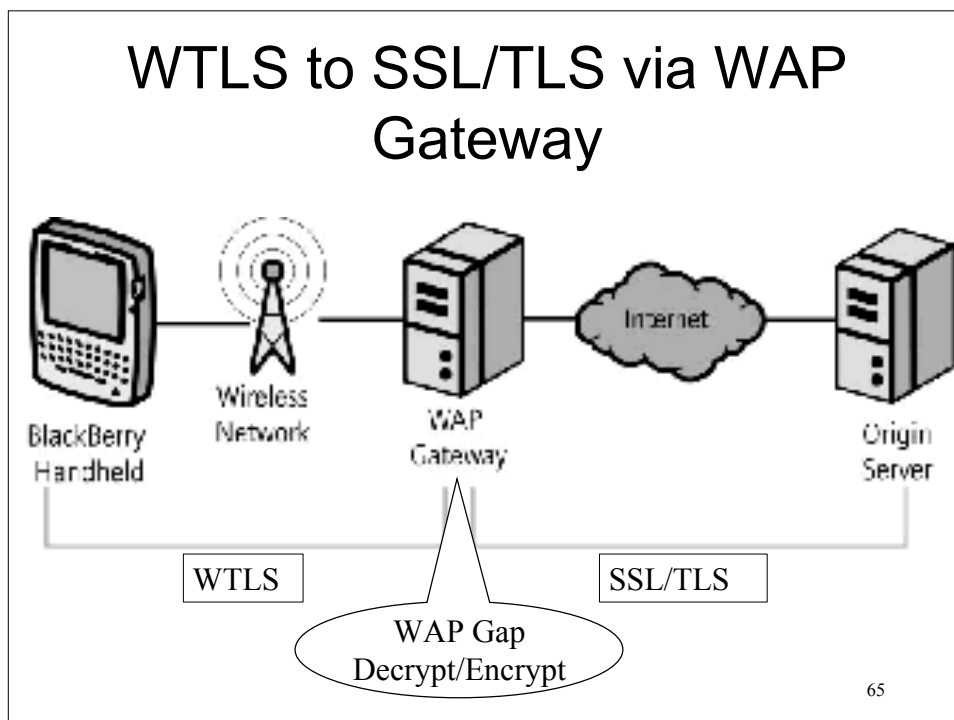 WTLS to SSL/TLS via WAP
Gateway
Internet
Wireless
Network
WAP
Gateway
BlackBerry
Handheld
Origin
Server
WTLS
SSL/TLS
WAP Gap
Decrypt/Encrypt
65